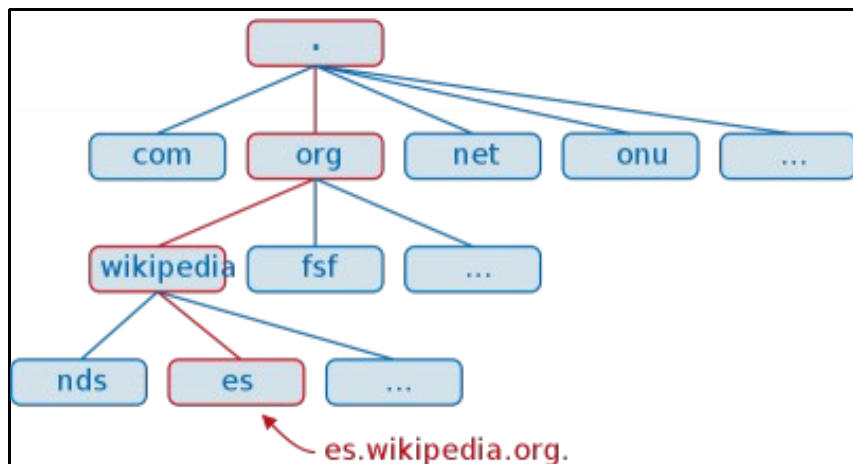 .
com org net onu ...
wikipedia fsf ...
nds es ...
es.wikipedia.org.